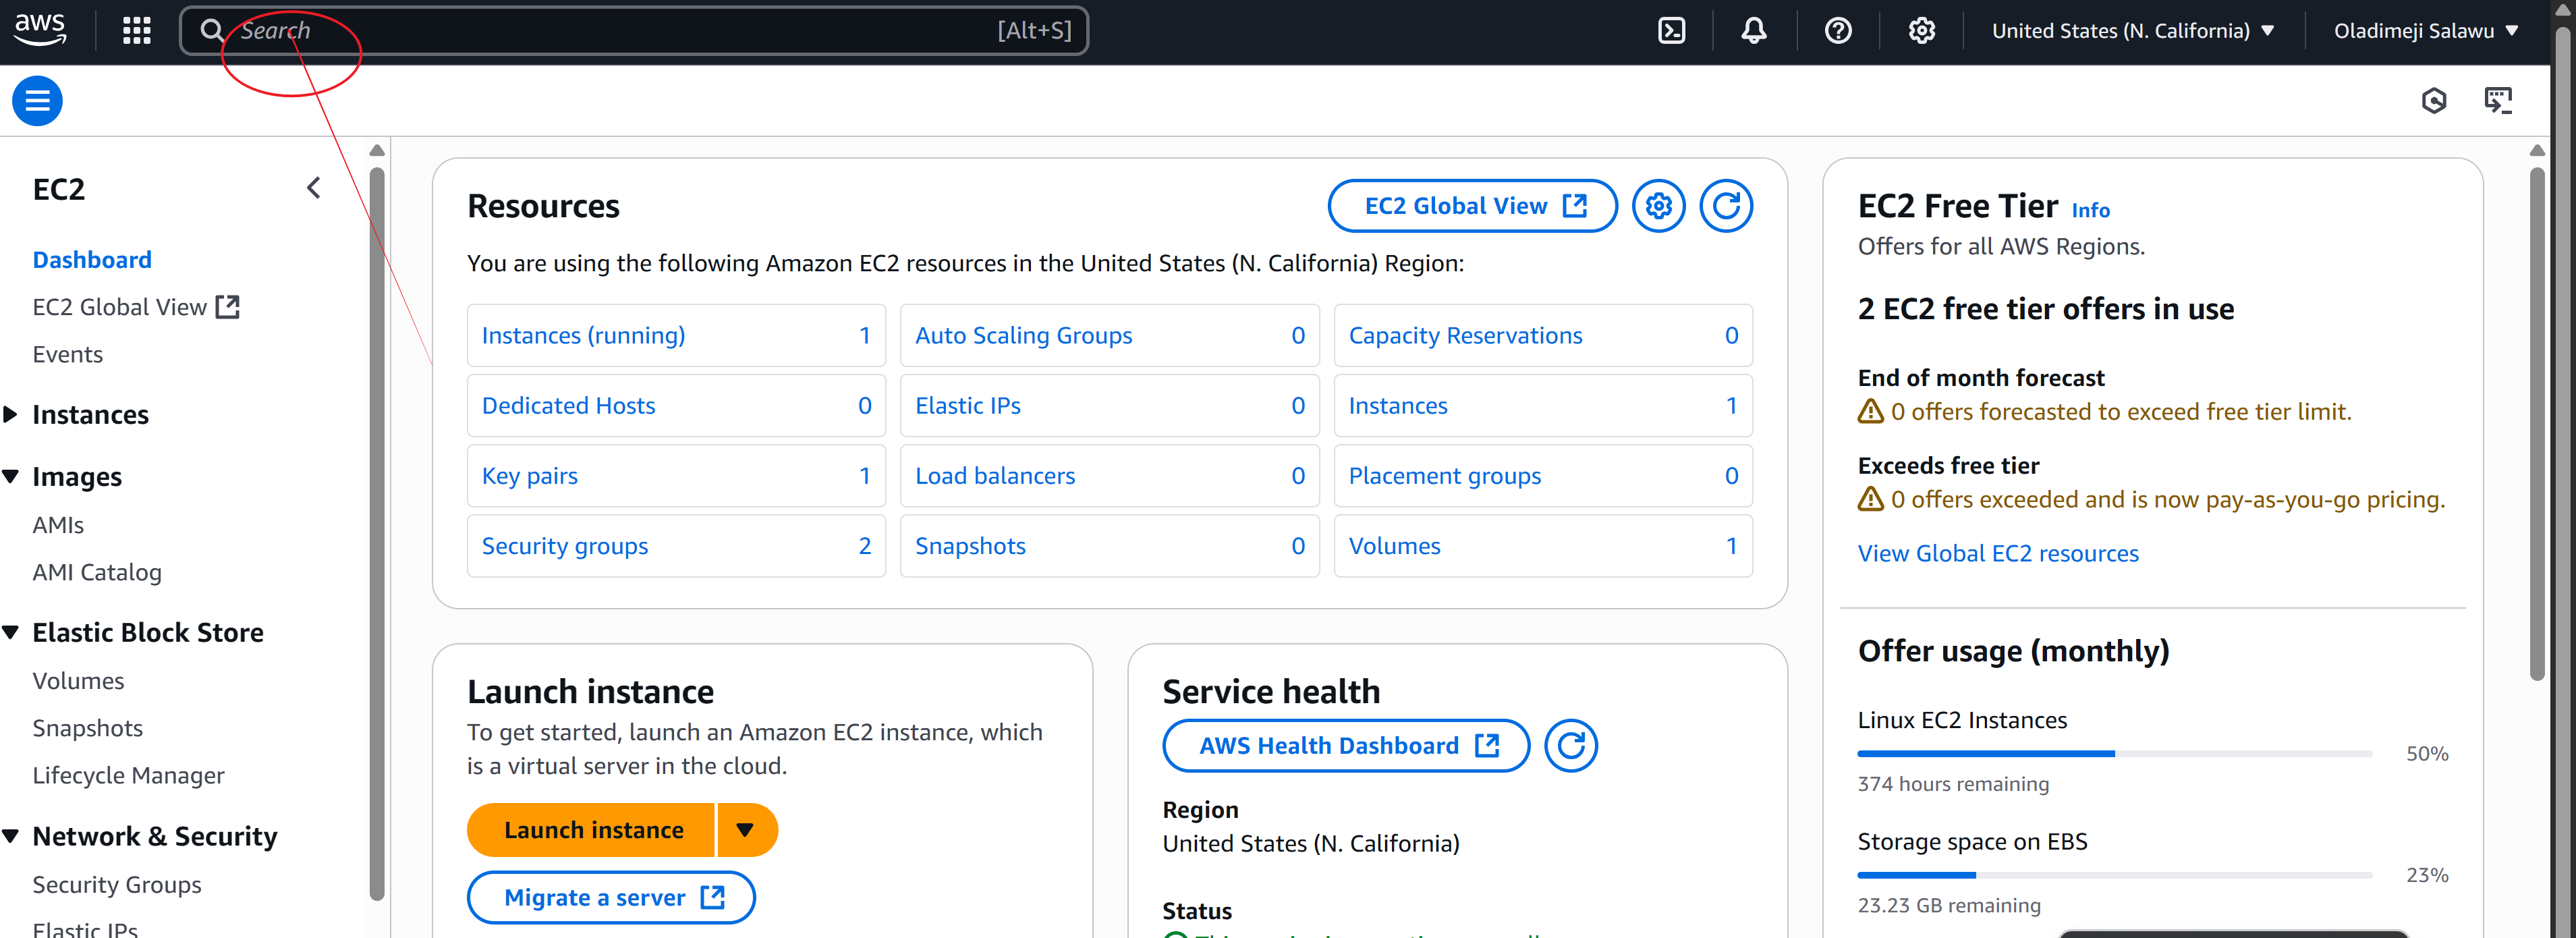 aws
Search [Alt+S]
United States (N. California)
Oladimeji Salawu
EC2
Dashboard
EC2 Global View
Events
Instances
Images
AMIs
AMI Catalog
Elastic Block Store
Volumes
Snapshots
Lifecycle Manager
Network & Security
Security Groups
Elastic IPs
Resources
EC2 Global View
You are using the following Amazon EC2 resources in the United States (N. California) Region:
Instances (running) 1
Auto Scaling Groups 0
Capacity Reservations 0
Dedicated Hosts 0
Elastic IPs 0
Instances 1
Key pairs 1
Load balancers 0
Placement groups 0
Security groups 2
Snapshots 0
Volumes 1
Launch instance
To get started, launch an Amazon EC2 instance, which
is a virtual server in the cloud.
Launch instance
Migrate a server
Service health
AWS Health Dashboard
Region
United States (N. California)
Status
EC2 Free Tier Info
Offers for all AWS Regions.
2 EC2 free tier offers in use
End of month forecast
0 offers forecasted to exceed free tier limit.
Exceeds free tier
0 offers exceeded and is now pay-as-you-go pricing.
View Global EC2 resources
Offer usage (monthly)
Linux EC2 Instances
50%
374 hours remaining
Storage space on EBS
23%
23.23 GB remaining